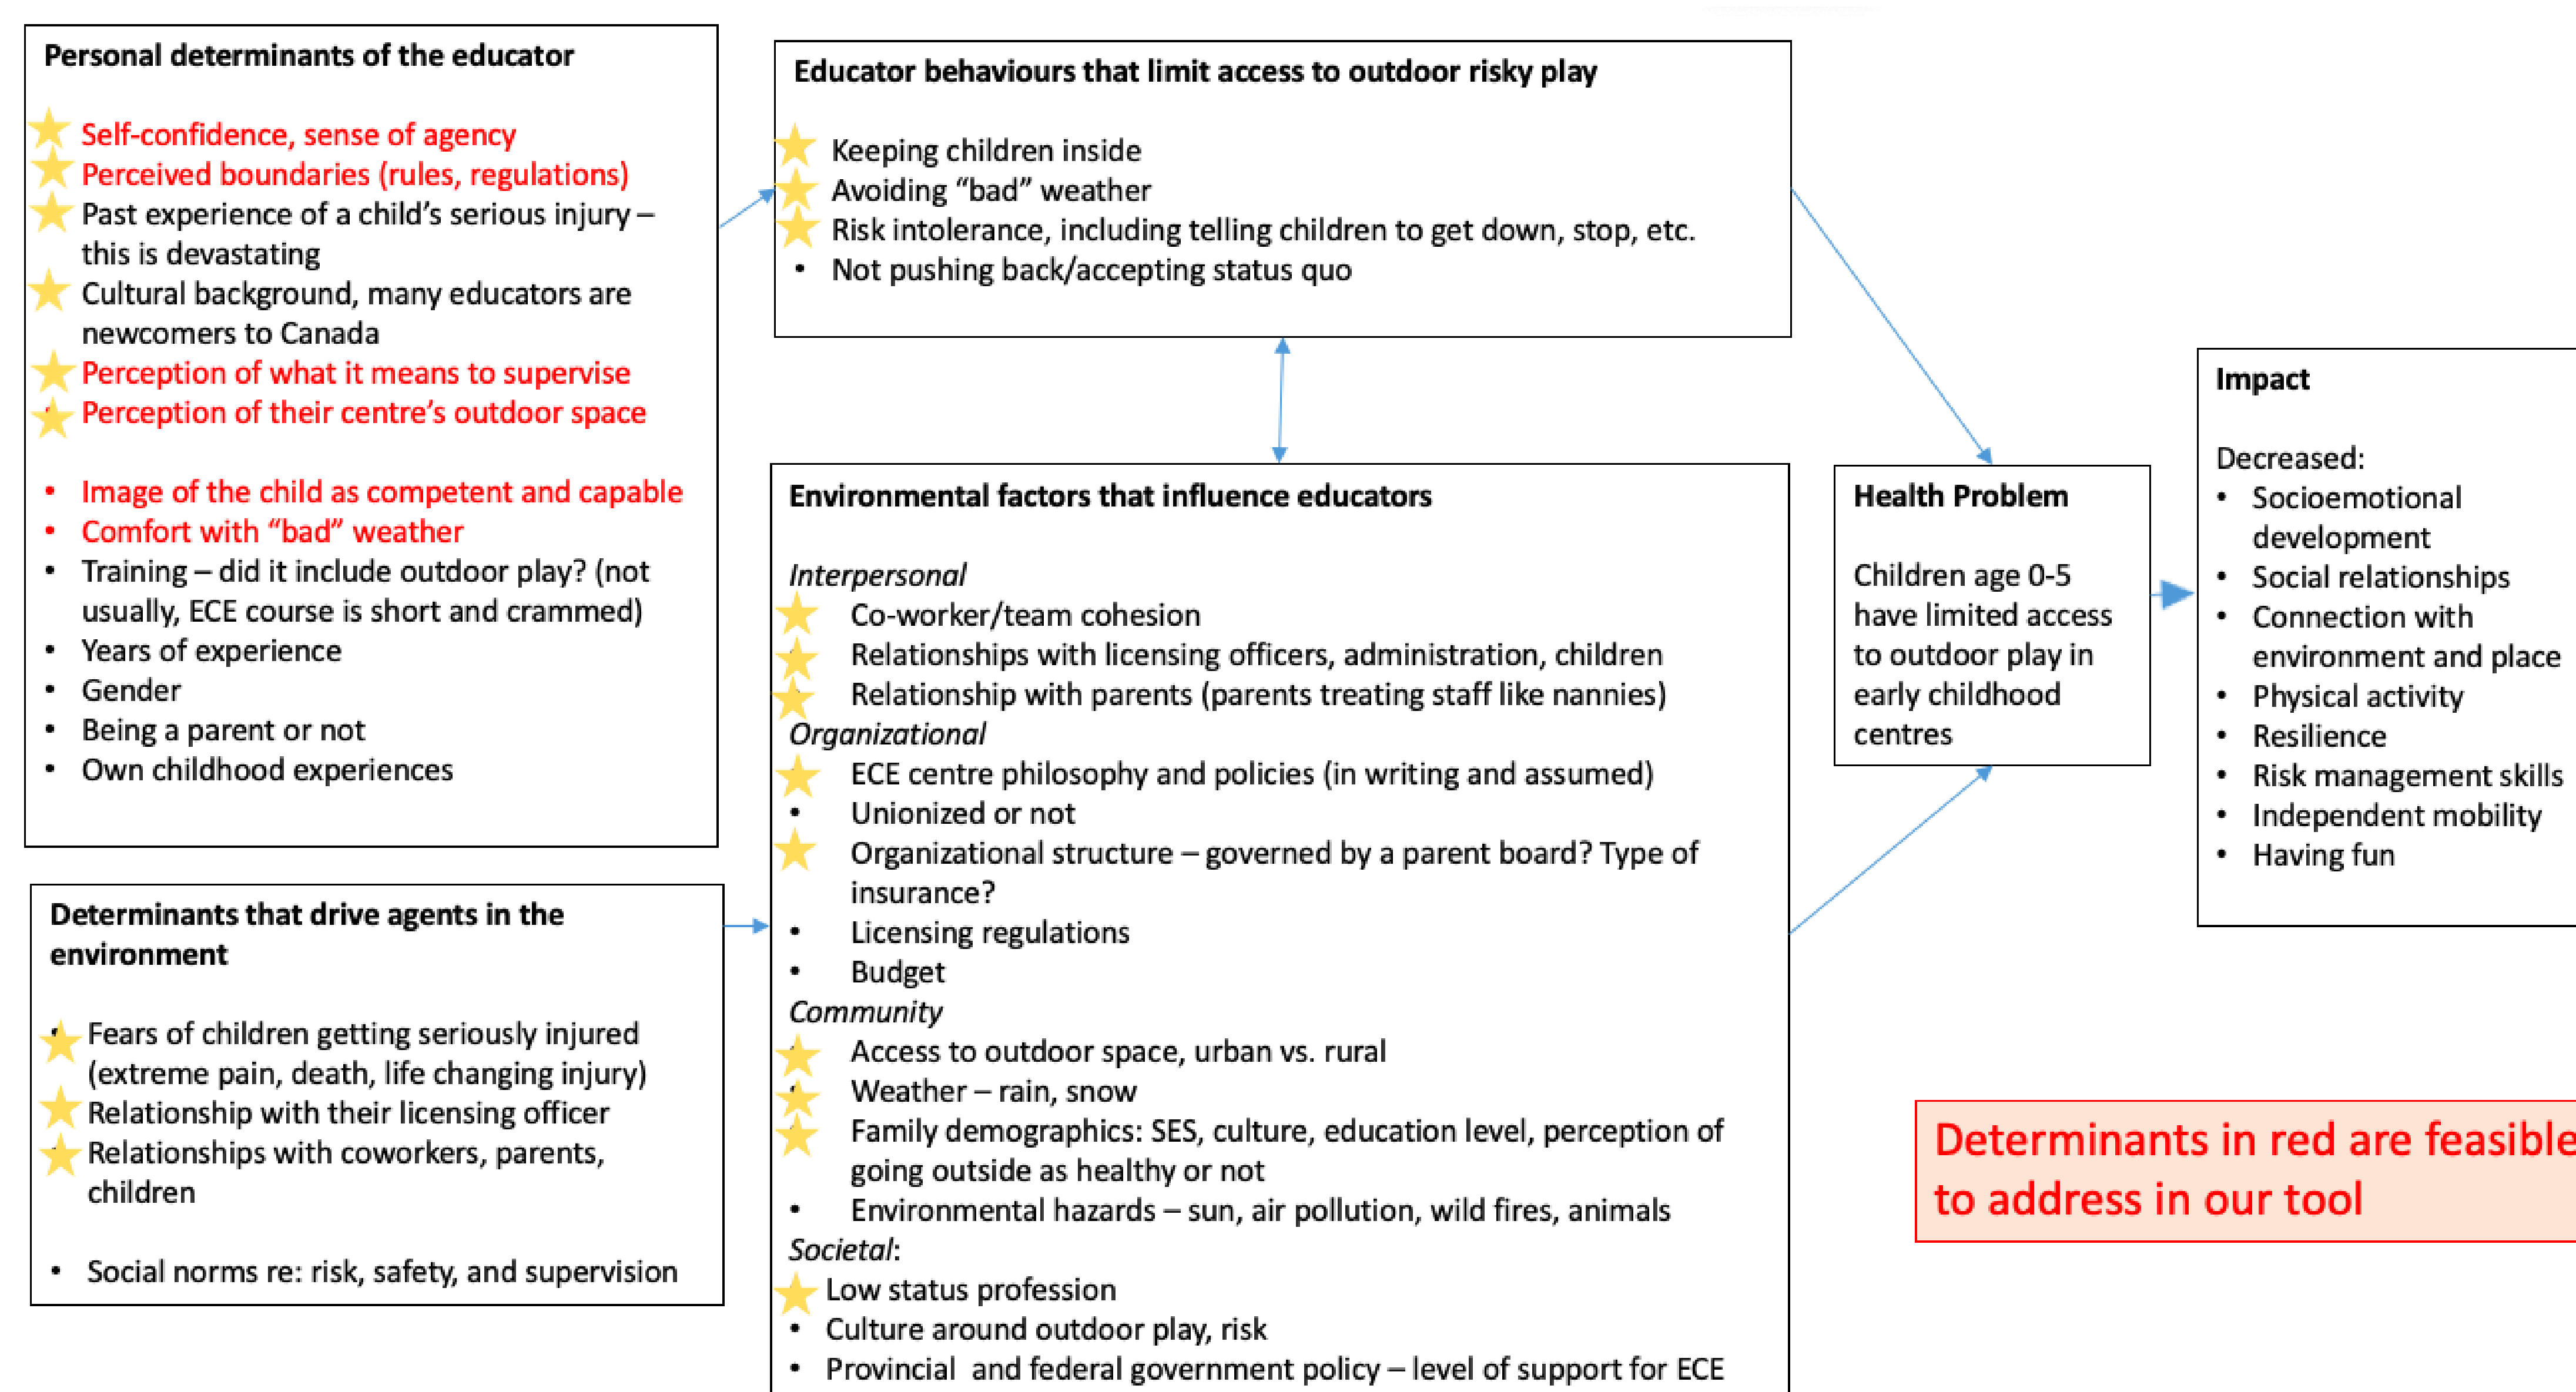 Personal determinants of the educator
Self-confidence, sense of agency
Perceived boundaries (rules, regulations)
Past experience of a child's serious injury –
this is devastating
Cultural background, many educators are
newcomers to Canada
Perception of what it means to supervise
Perception of their centre's outdoor space
• Image of the child as competent and capable
• Comfort with "bad" weather
• Training – did it include outdoor play? (not
usually, ECE course is short and crammed)
• Years of experience
• Gender
• Being a parent or not
• Own childhood experiences
Determinants that drive agents in the
environment
Fears of children getting seriously injured
(extreme pain, death, life changing injury)
Relationship with their licensing officer
Relationships with coworkers, parents,
children
• Social norms re: risk, safety, and supervision
Educator behaviours that limit access to outdoor risky play
Keeping children inside
Avoiding "bad" weather
Risk intolerance, including telling children to get down, stop, etc.
• Not pushing back/accepting status quo
Environmental factors that influence educators
Interpersonal
Co-worker/team cohesion
Relationships with licensing officers, administration, children
Relationship with parents (parents treating staff like nannies)
Organizational
ECE centre philosophy and policies (in writing and assumed)
• Unionized or not
Organizational structure – governed by a parent board? Type of
insurance?
• Licensing regulations
• Budget
Community
Access to outdoor space, urban vs. rural
Weather – rain, snow
Family demographics: SES, culture, education level, perception of
going outside as healthy or not
• Environmental hazards – sun, air pollution, wild fires, animals
Societal:
Low status profession
• Culture around outdoor play, risk
• Provincial and federal government policy – level of support for ECE
Health Problem
Children age 0-5
have limited access
to outdoor play in
early childhood
centres
Impact
Decreased:
• Socioemotional
development
• Social relationships
• Connection with
environment and place
• Physical activity
• Resilience
• Risk management skills
• Independent mobility
• Having fun
Determinants in red are feasible
to address in our tool